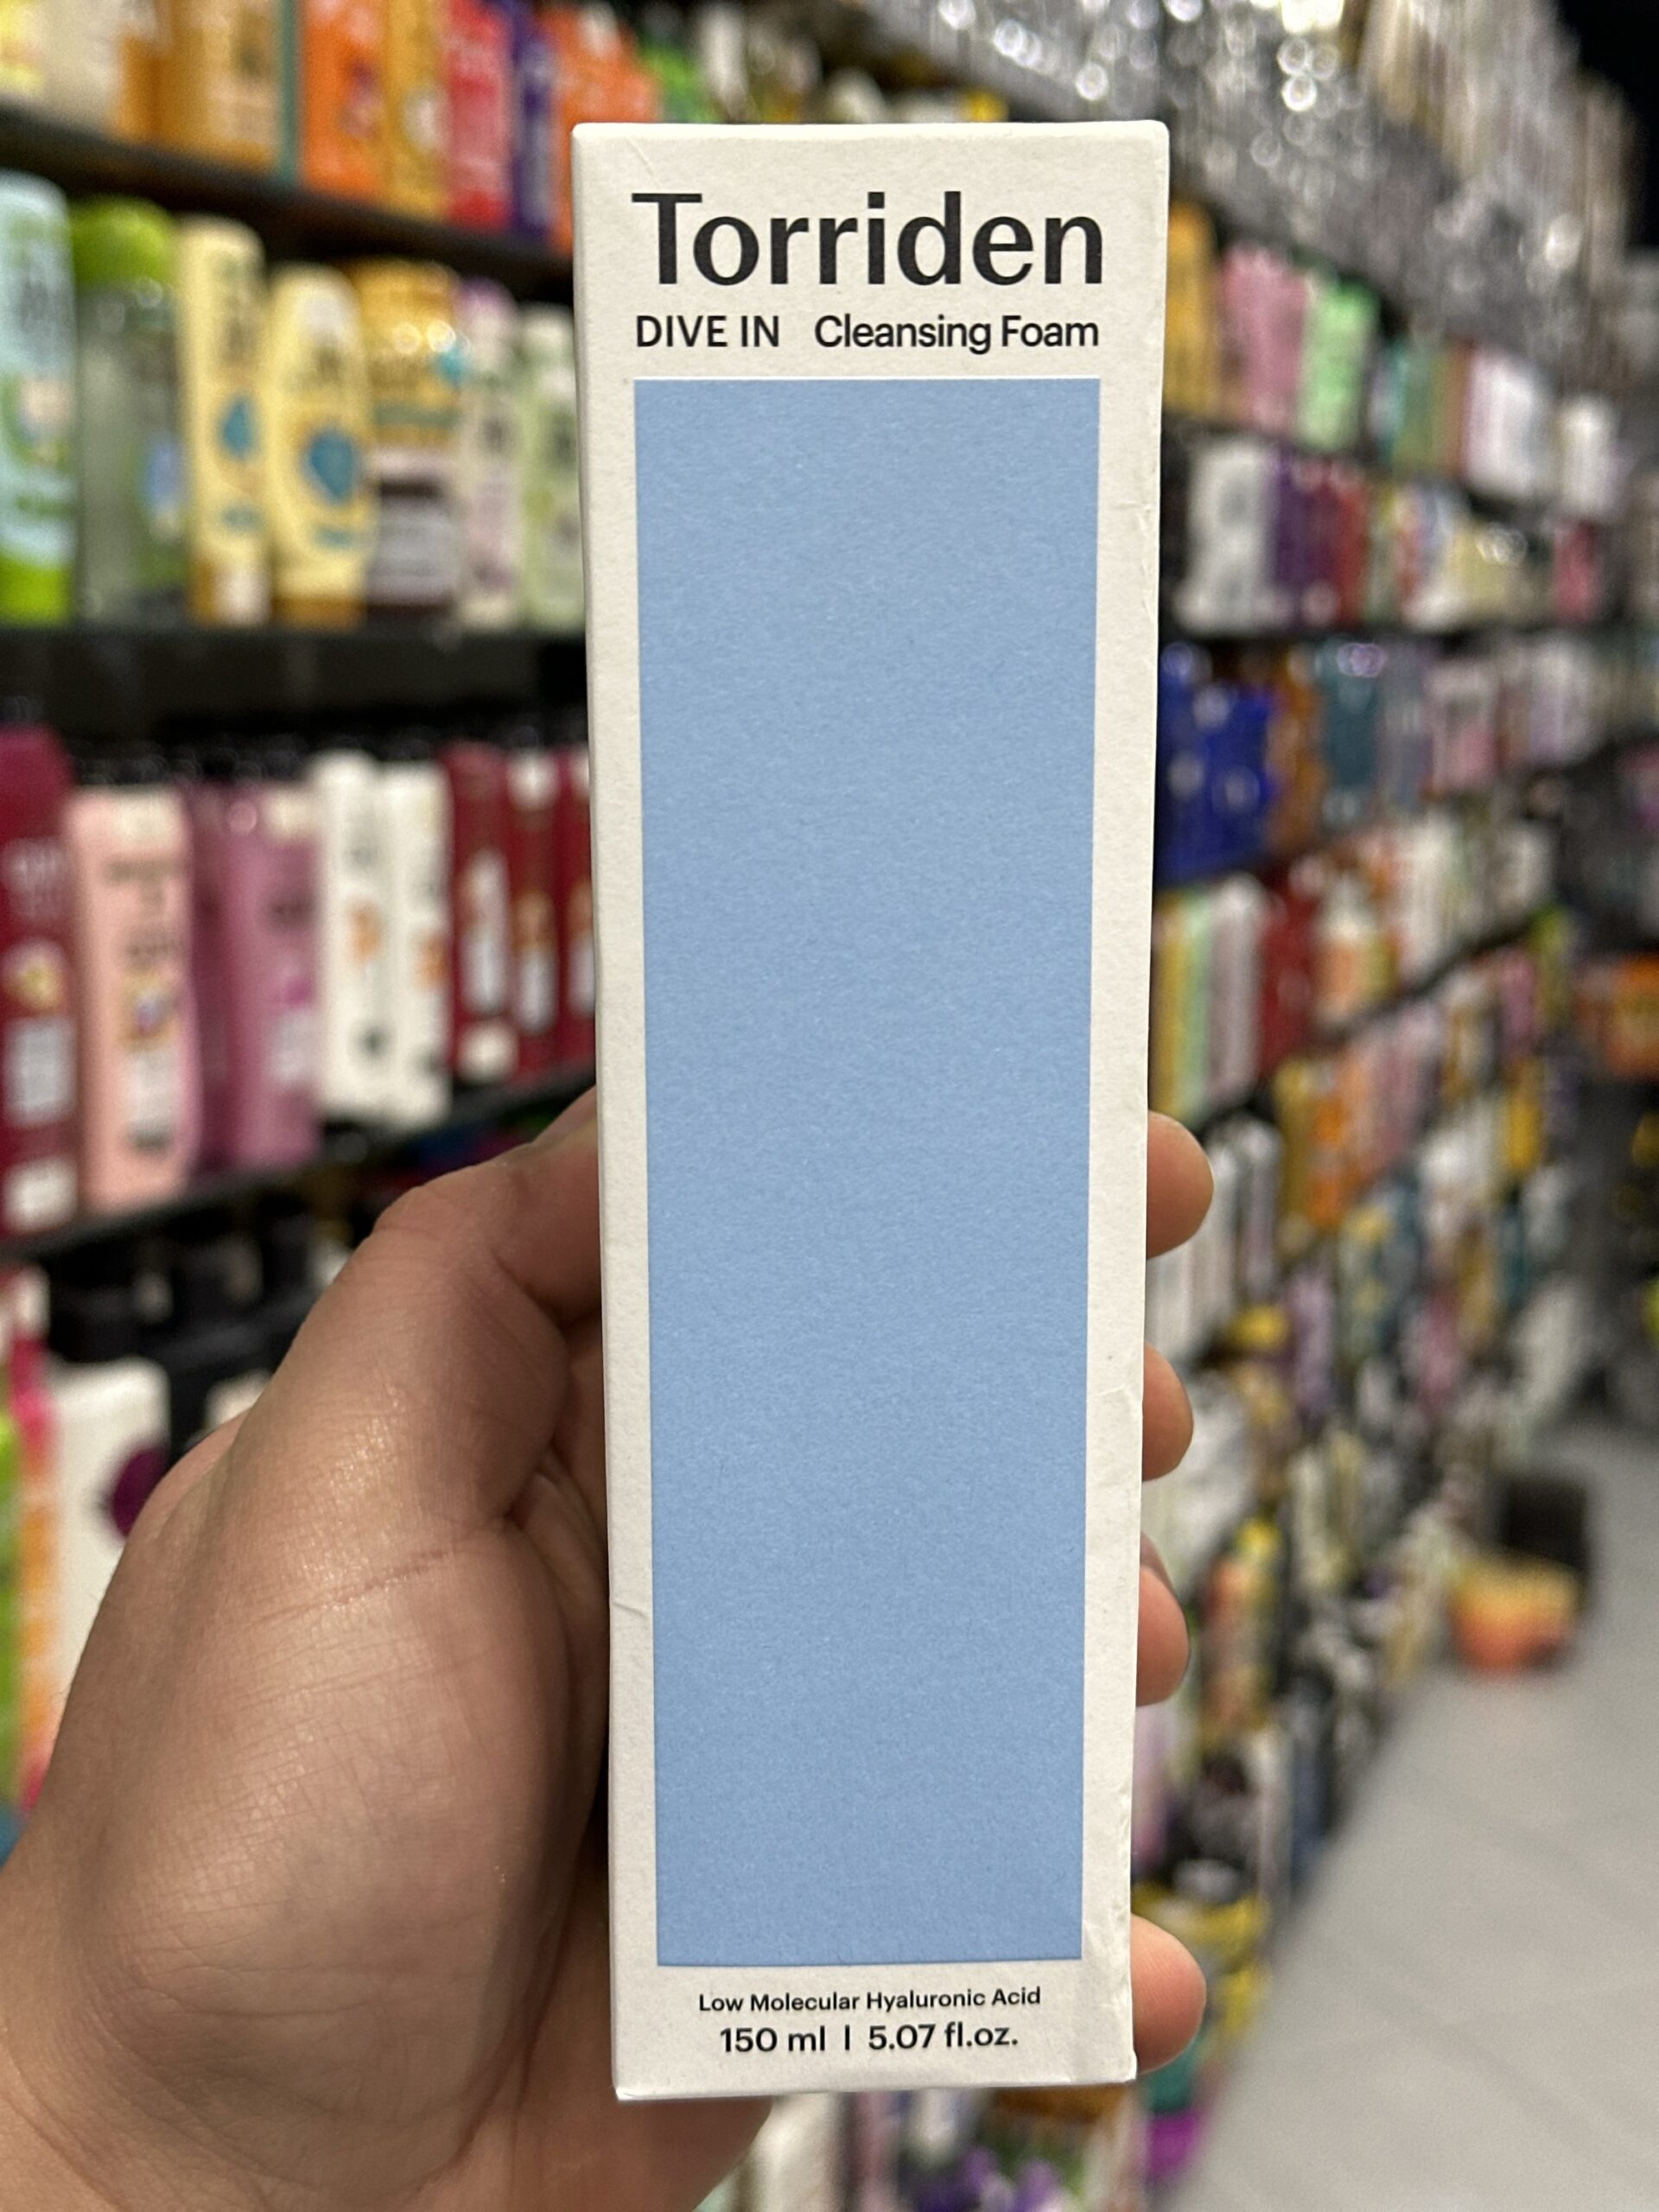 Torriden
DIVE IN Cleansing Foam
Low Molecular Hyaluronic Acid
150 ml | 5.07 fl.oz.